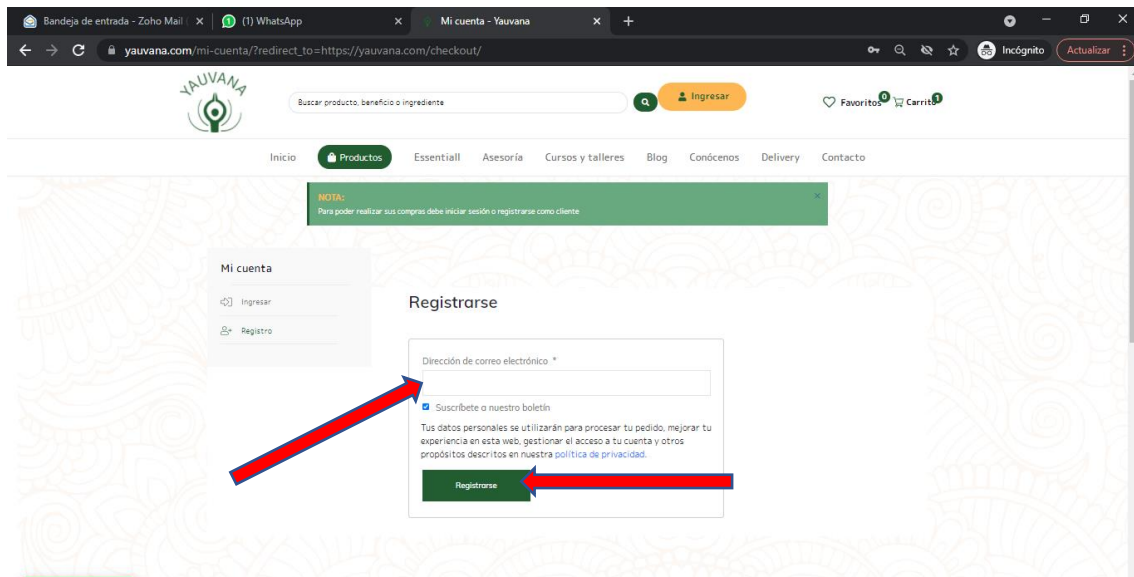 Bandeja de entrada - Zoho Mail (
(1) WhatsApp
Mi cuenta - Yauvana
yauvana.com/mi-cuenta/?redirect_to=https://yauvana.com/checkout/
Incógnito
Actualizar
YAUVANA
Buscar producto, beneficio o ingrediente
Ingresar
Favoritos 0
Carrito 1
Inicio
Productos
Essentiall
Asesoría
Cursos y talleres
Blog
Conócenos
Delivery
Contacto
NOTA:
Para poder realizar sus compras debe iniciar sesión o registrarse como cliente
Mi cuenta
Ingresar
Registro
Registrarse
Dirección de correo electrónico *
Suscríbete a nuestro boletín
Tus datos personales se utilizarán para procesar tu pedido, mejorar tu
experiencia en esta web, gestionar el acceso a tu cuenta y otros
propósitos descritos en nuestra política de privacidad.
Registrarse